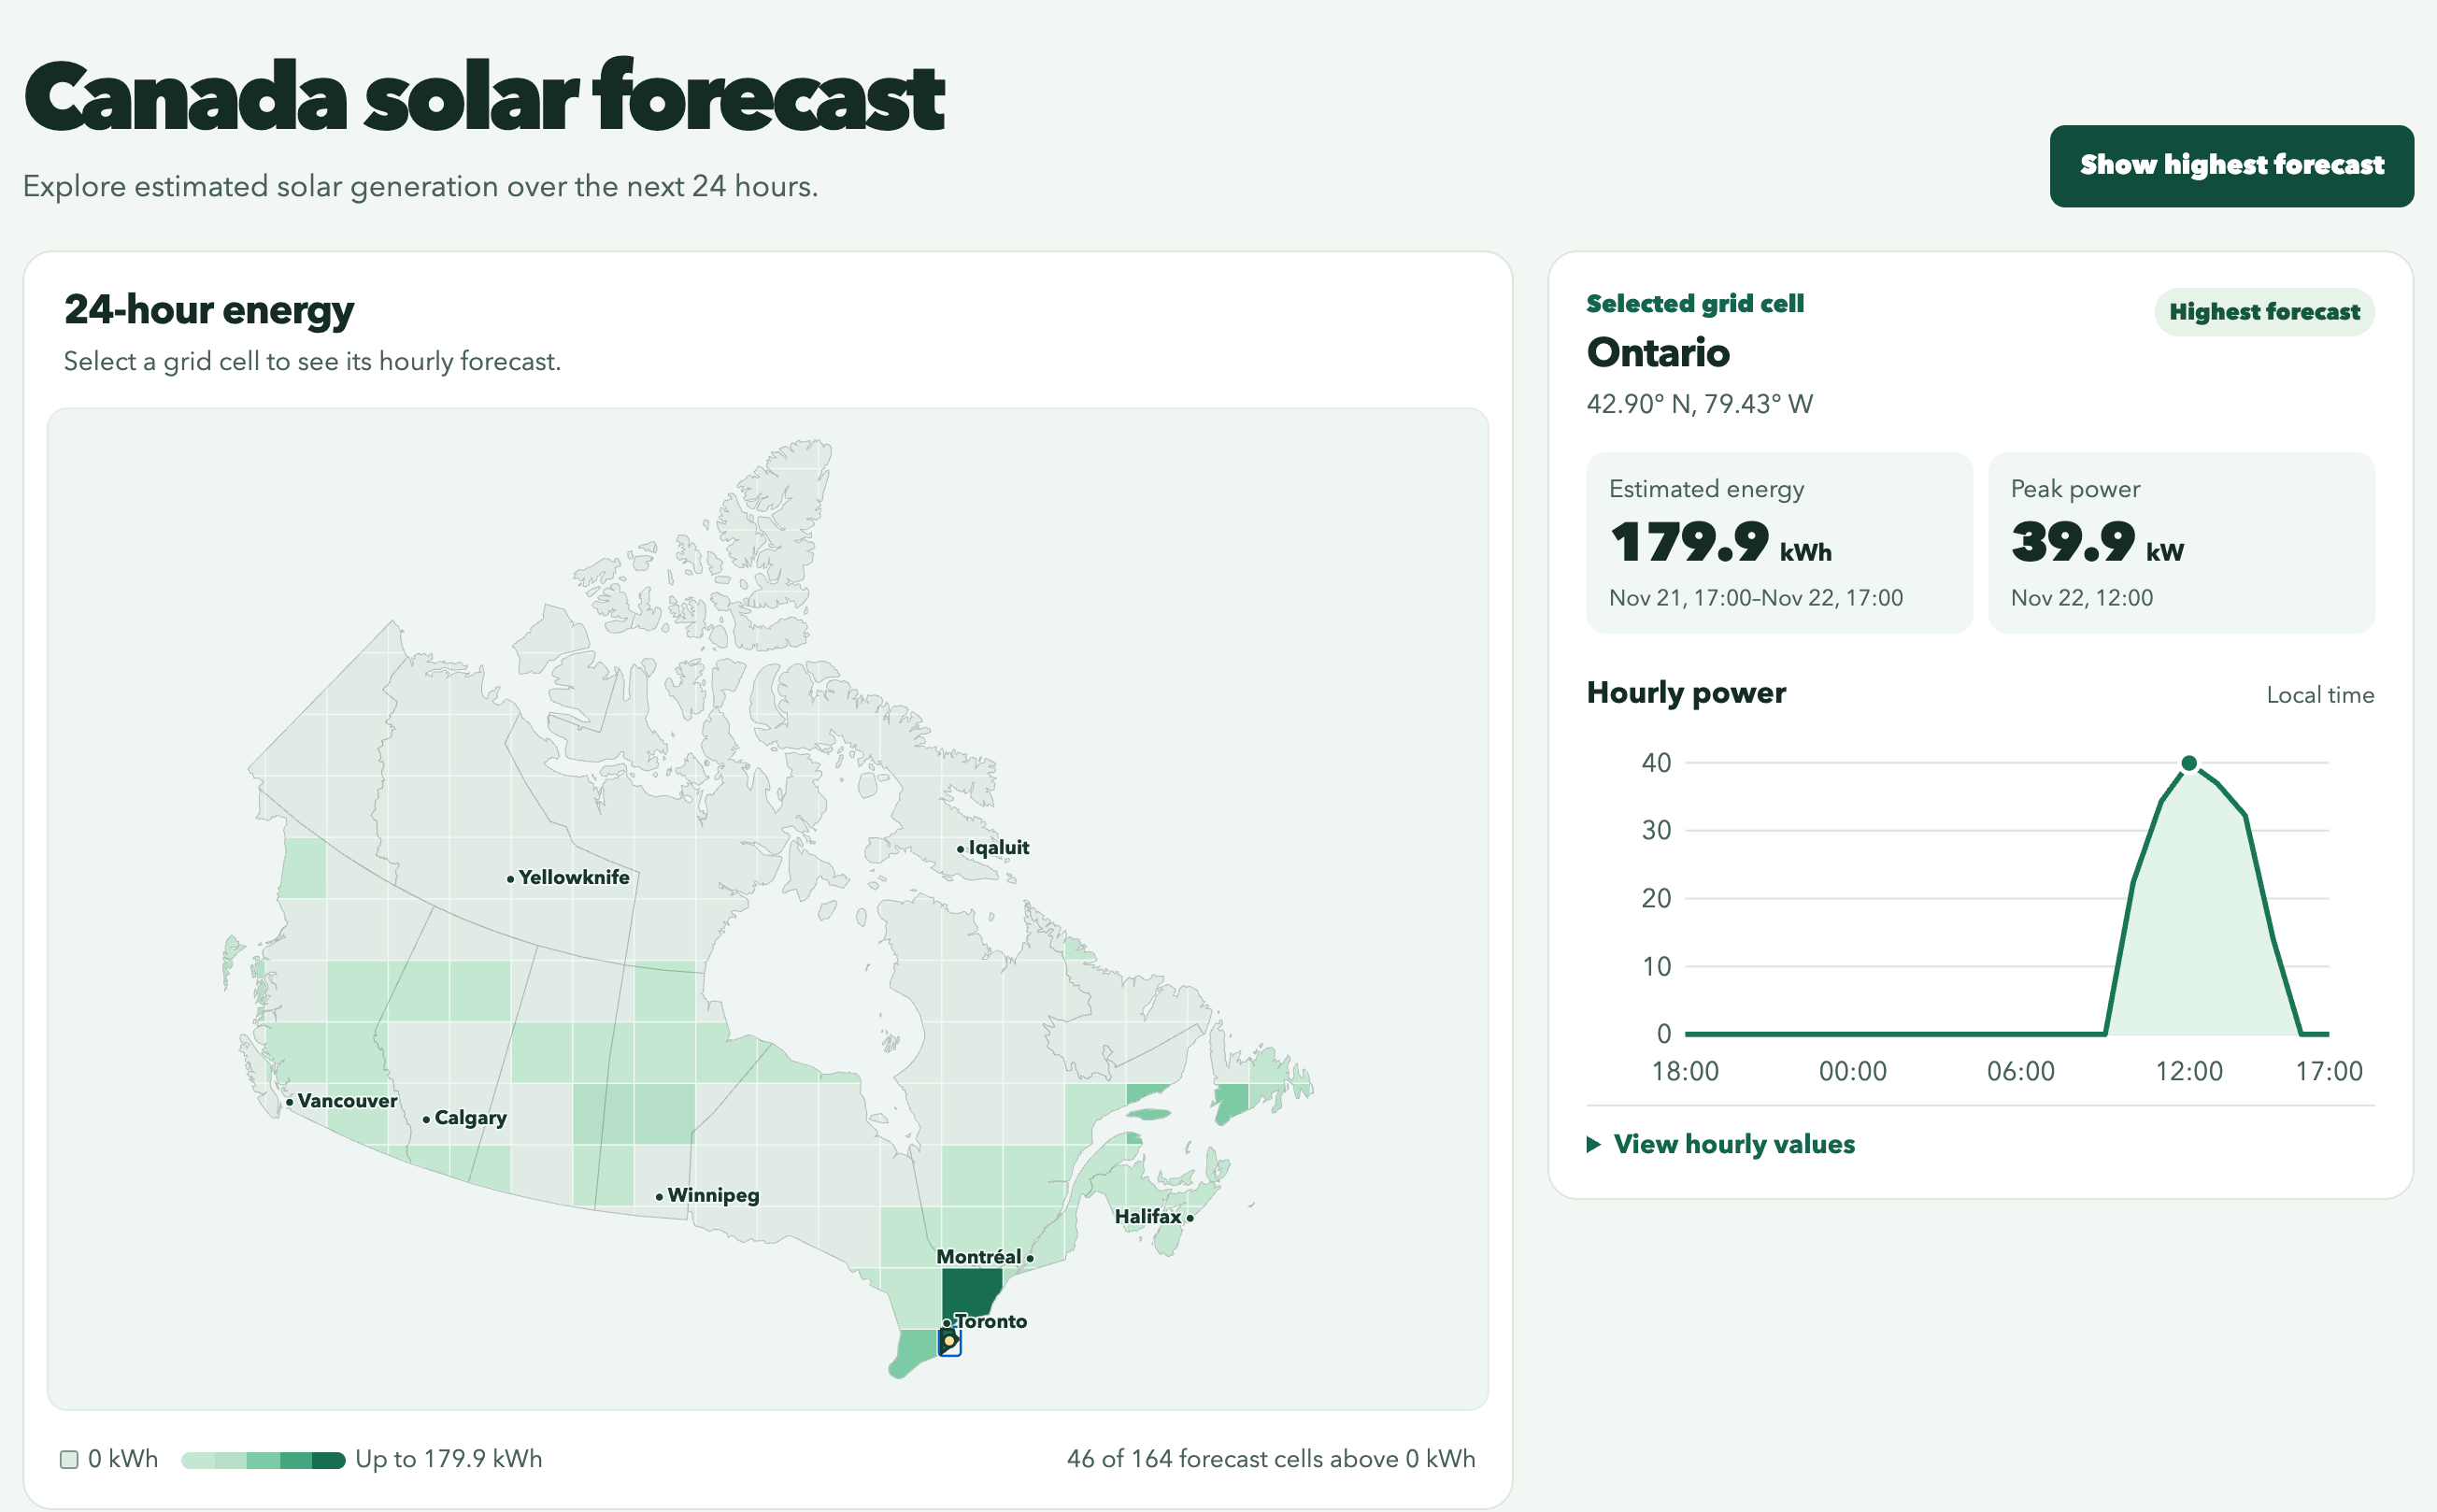 Canada solar forecast
Explore estimated solar generation over the next 24 hours.
Show highest forecast
24-hour energy
Select a grid cell to see its hourly forecast.
Iqaluit
Yellowknife
Vancouver
Calgary
Winnipeg
Halifax
Montréal
Toronto
0 kWh
Up to 179.9 kWh
46 of 164 forecast cells above 0 kWh
Selected grid cell
Highest forecast
Ontario
42.90° N, 79.43° W
Estimated energy
179.9 kWh
Nov 21, 17:00–Nov 22, 17:00
Peak power
39.9 kW
Nov 22, 12:00
Hourly power
Local time
40
30
20
10
0
18:00 00:00 06:00 12:00 17:00
View hourly values